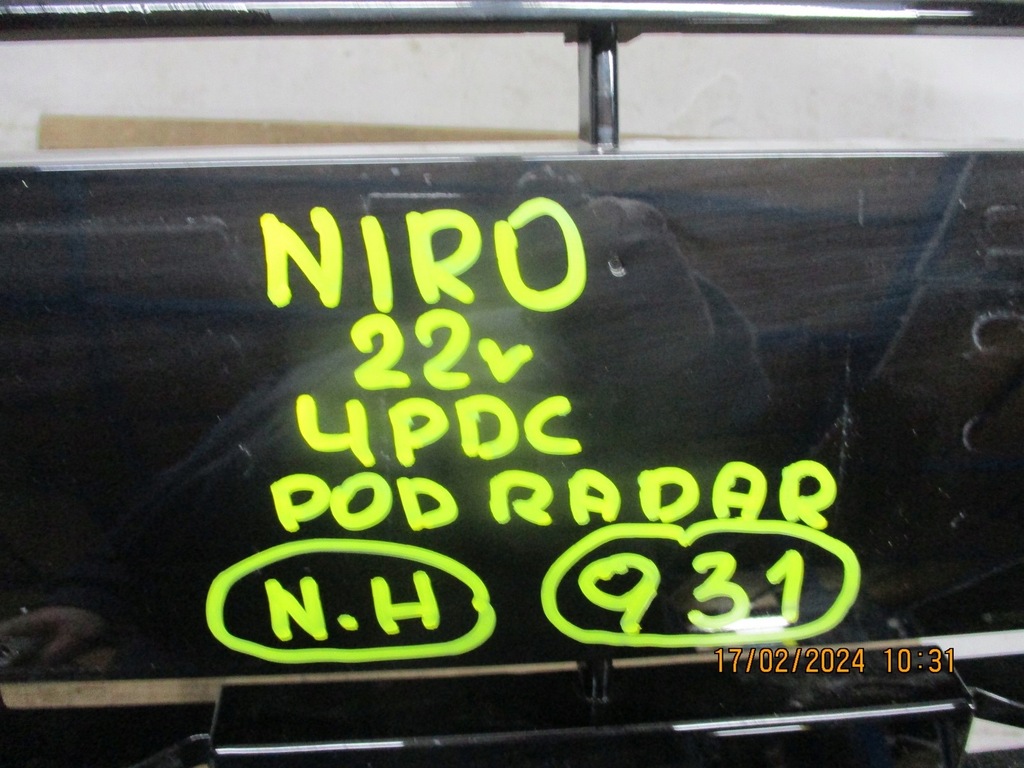 NIRO
22r
4PDC
POD RADAR
N.H 931
17/02/2024 10:31